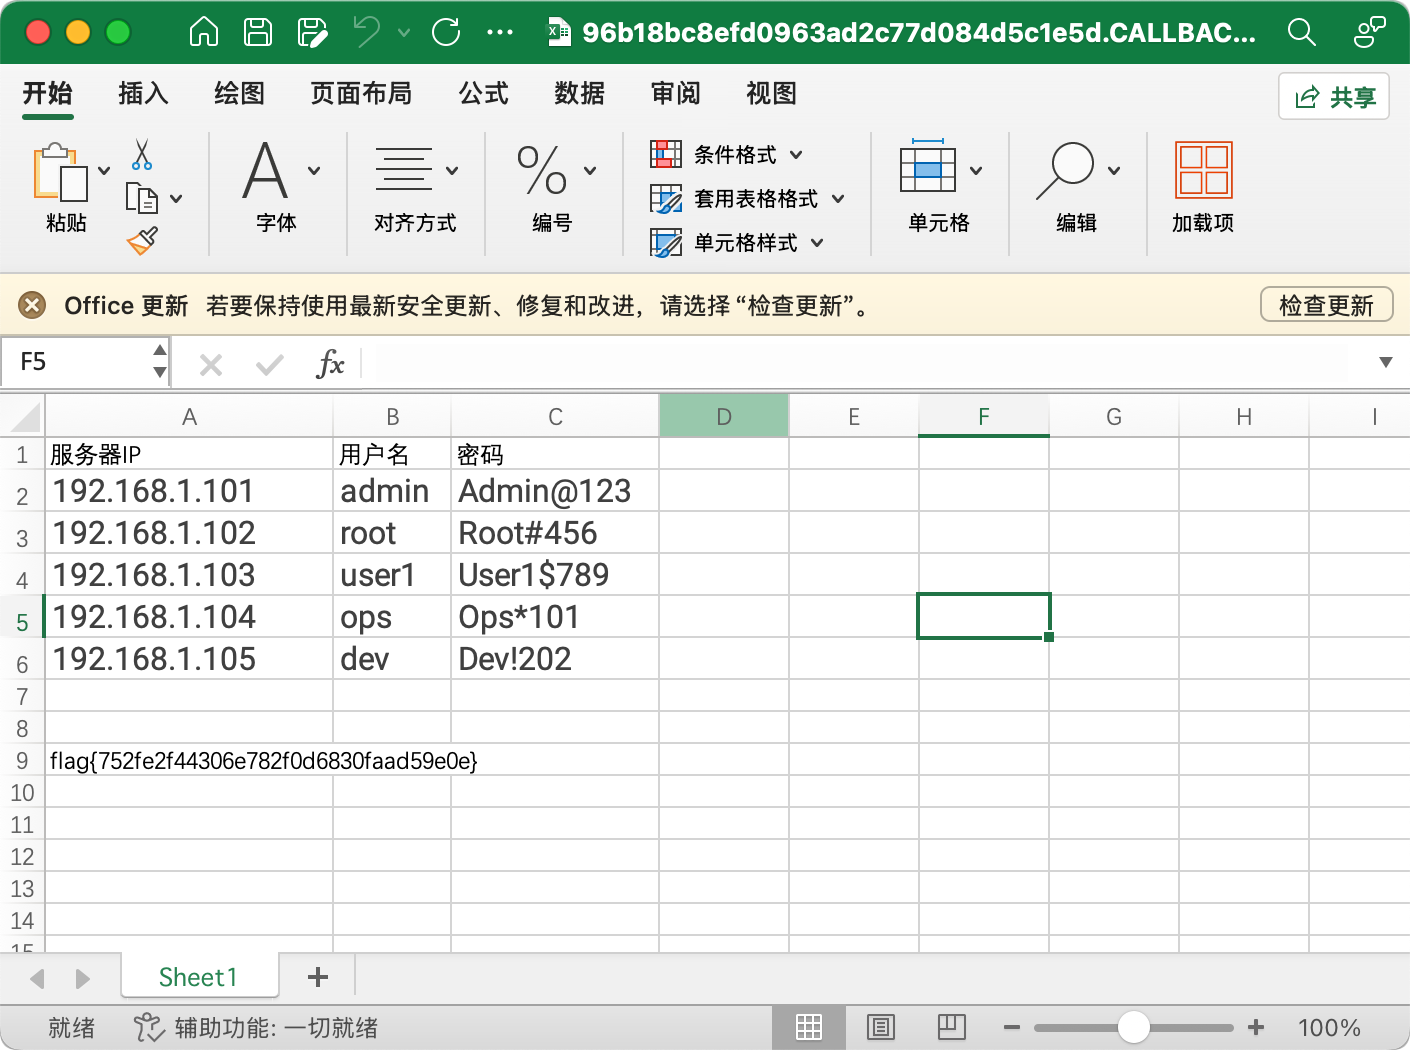 96b18bc8efd0963ad2c77d084d5c1e5d.CALLBAC...
开始 插入 绘图 页面布局 公式 数据 审阅 视图 共享
粘贴 字体 对齐方式 编号 条件格式 套用表格格式 单元格样式 单元格 编辑 加载项
Office 更新 若要保持使用最新安全更新、修复和改进，请选择“检查更新”。 检查更新
F5 fx
A B C D E F G H I
1 服务器IP 用户名 密码
2 192.168.1.101 admin Admin@123
3 192.168.1.102 root Root#456
4 192.168.1.103 user1 User1$789
5 192.168.1.104 ops Ops*101
6 192.168.1.105 dev Dev!202
7
8
9 flag{752fe2f44306e782f0d6830faad59e0e}
10
11
12
13
14
15
Sheet1
就绪 辅助功能: 一切就绪 100%